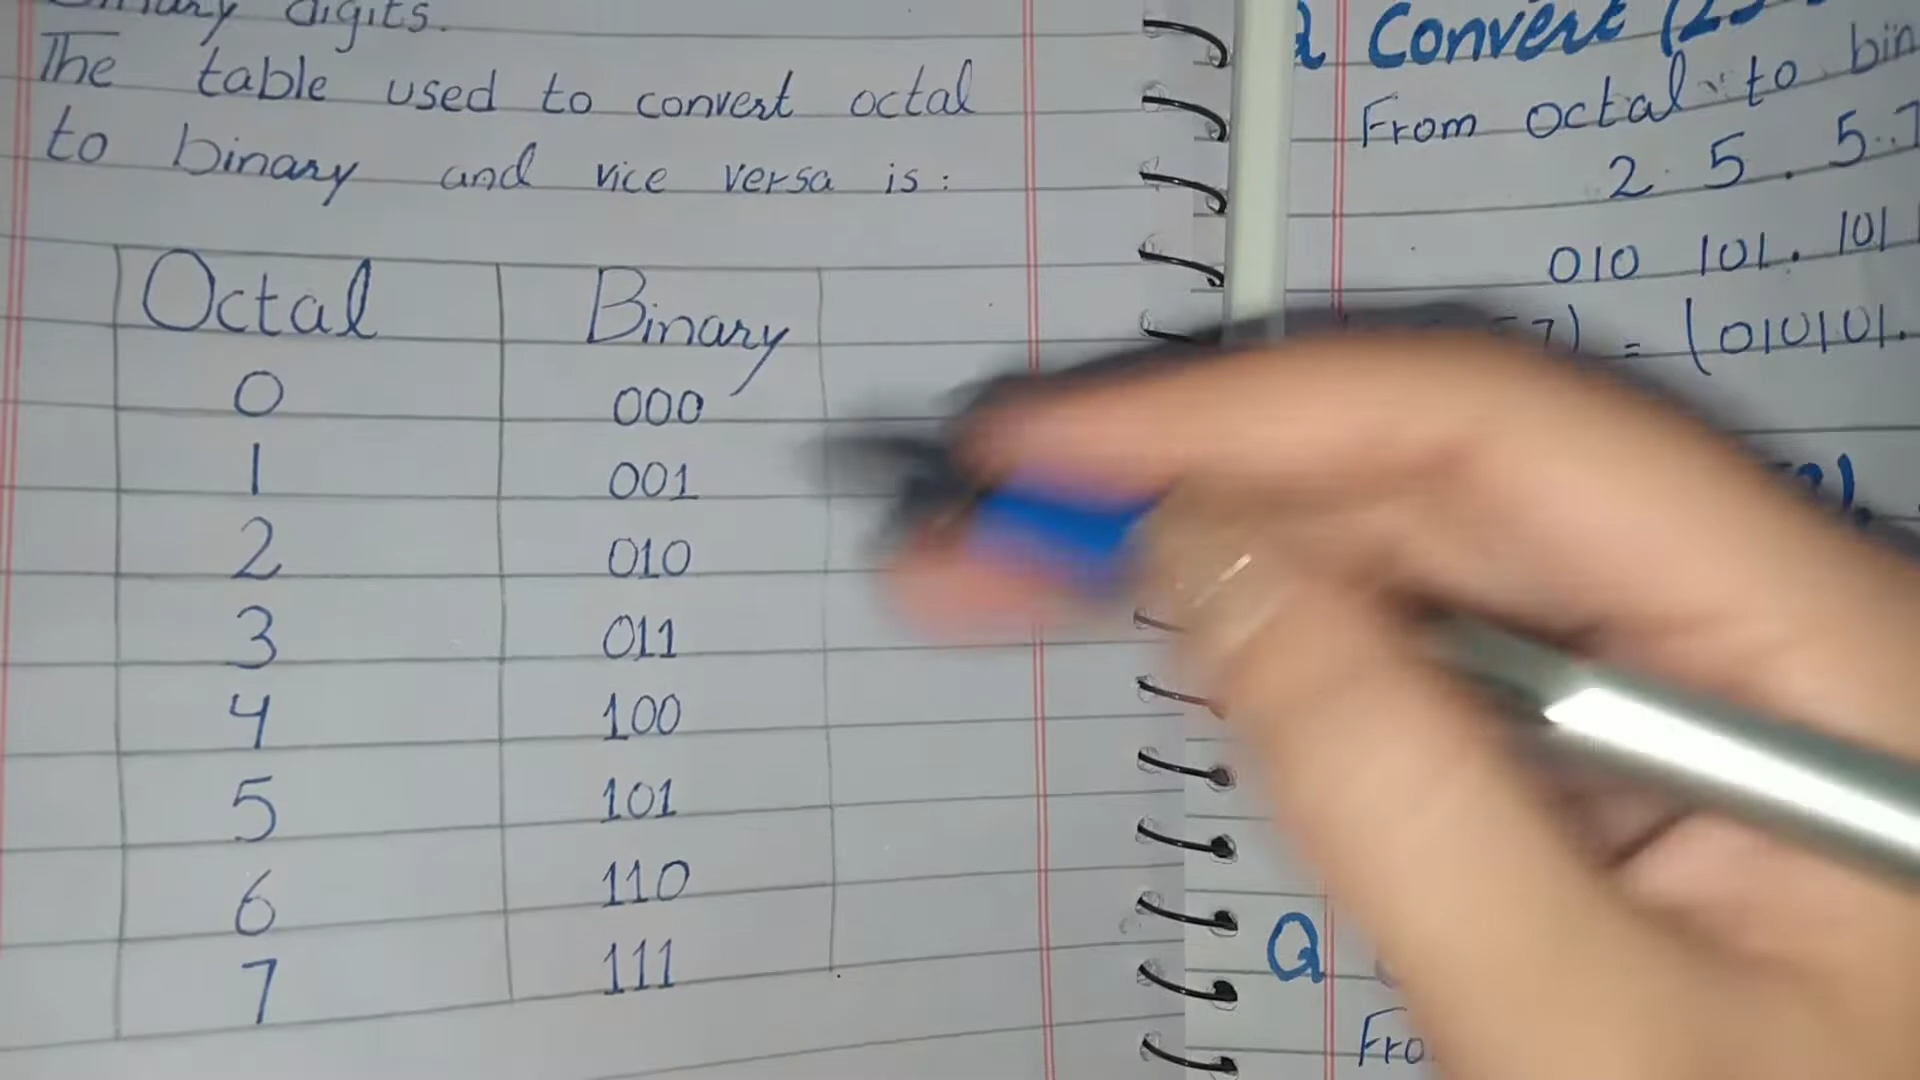 digits.
The table used to convert octal
to binary and vice versa is:
Octal Binary
0 000
1 001
2 010
3 011
4 100
5 101
6 110
7 111
Convert
From octal to
2 5 . 5
010 101. 101
7) = (010101.
Q